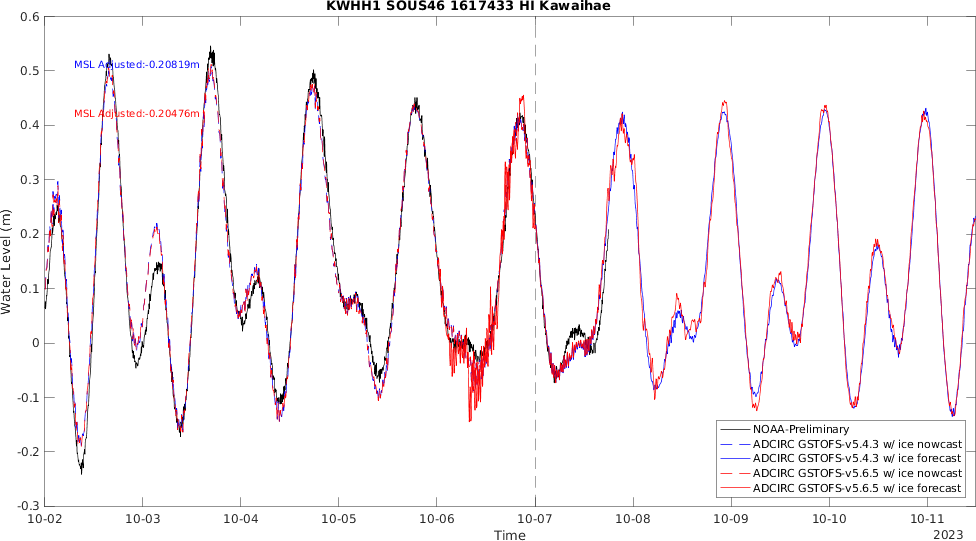 KWHH1 SOUS46 1617433 HI Kawaihae
0.6
0.5
0.4
0.3
0.2
0.1
0
-0.1
-0.2
-0.3
Water Level (m)
MSL Adjusted:-0.20819m
MSL Adjusted:-0.20476m
NOAA-Preliminary
ADCIRC GSTOFS-v5.4.3 w/ ice nowcast
ADCIRC GSTOFS-v5.4.3 w/ ice forecast
ADCIRC GSTOFS-v5.6.5 w/ ice nowcast
ADCIRC GSTOFS-v5.6.5 w/ ice forecast
10-02 10-03 10-04 10-05 10-06 10-07 10-08 10-09 10-10 10-11
Time
2023